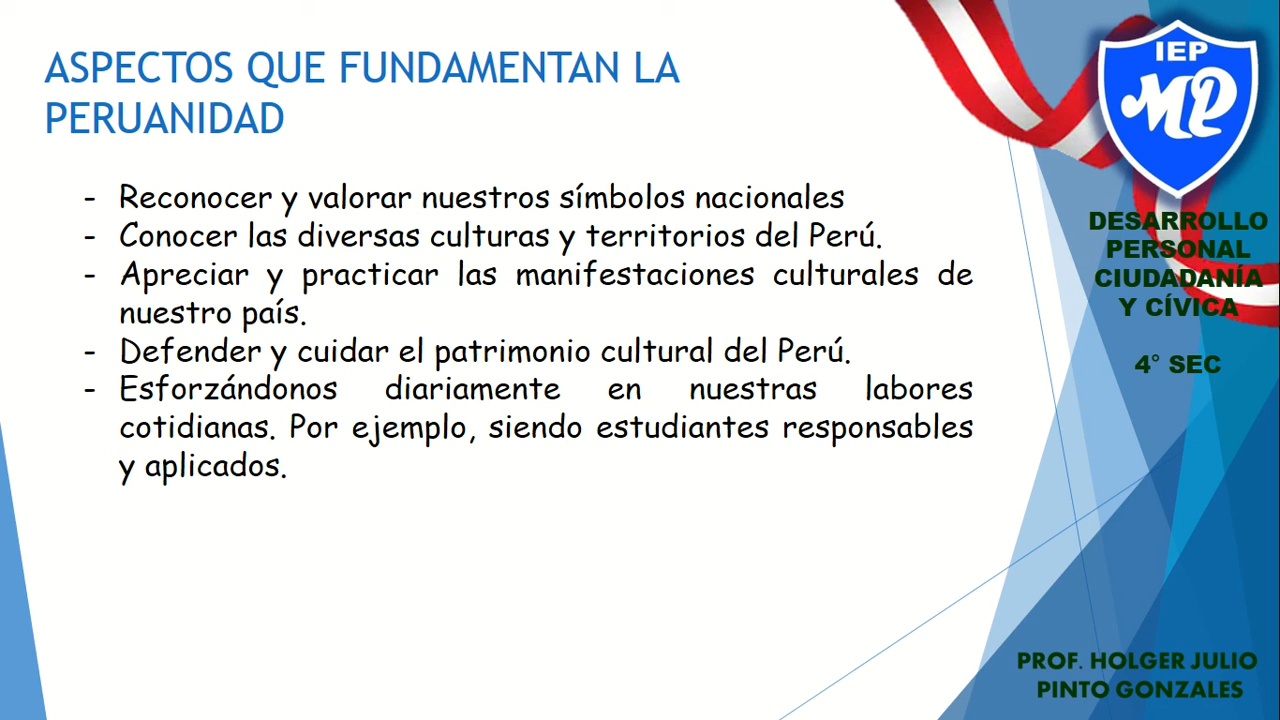 ASPECTOS QUE FUNDAMENTAN LA
PERUANIDAD
- Reconocer y valorar nuestros símbolos nacionales
- Conocer las diversas culturas y territorios del Perú.
- Apreciar y practicar las manifestaciones culturales de
nuestro país.
- Defender y cuidar el patrimonio cultural del Perú.
- Esforzándonos diariamente en nuestras labores
cotidianas. Por ejemplo, siendo estudiantes responsables
y aplicados.
IEP
MP
DESARROLLO
PERSONAL
CIUDADANÍA
Y CÍVICA
4° SEC
PROF. HOLGER JULIO
PINTO GONZALES